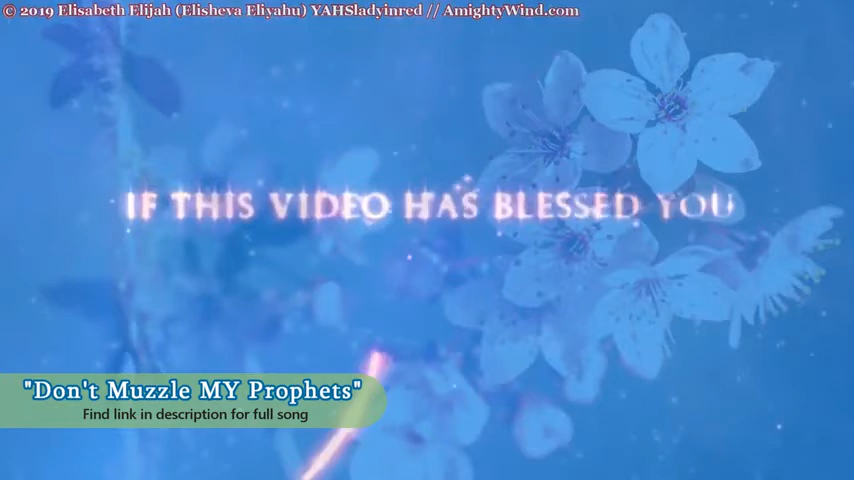 © 2019 Elisabeth Elijah (Elisheva Eliyahu) YAHSladyinred // AmightyWind.com
IF THIS VIDEO HAS BLESSED YOU
"Don't Muzzle MY Prophets"
Find link in description for full song